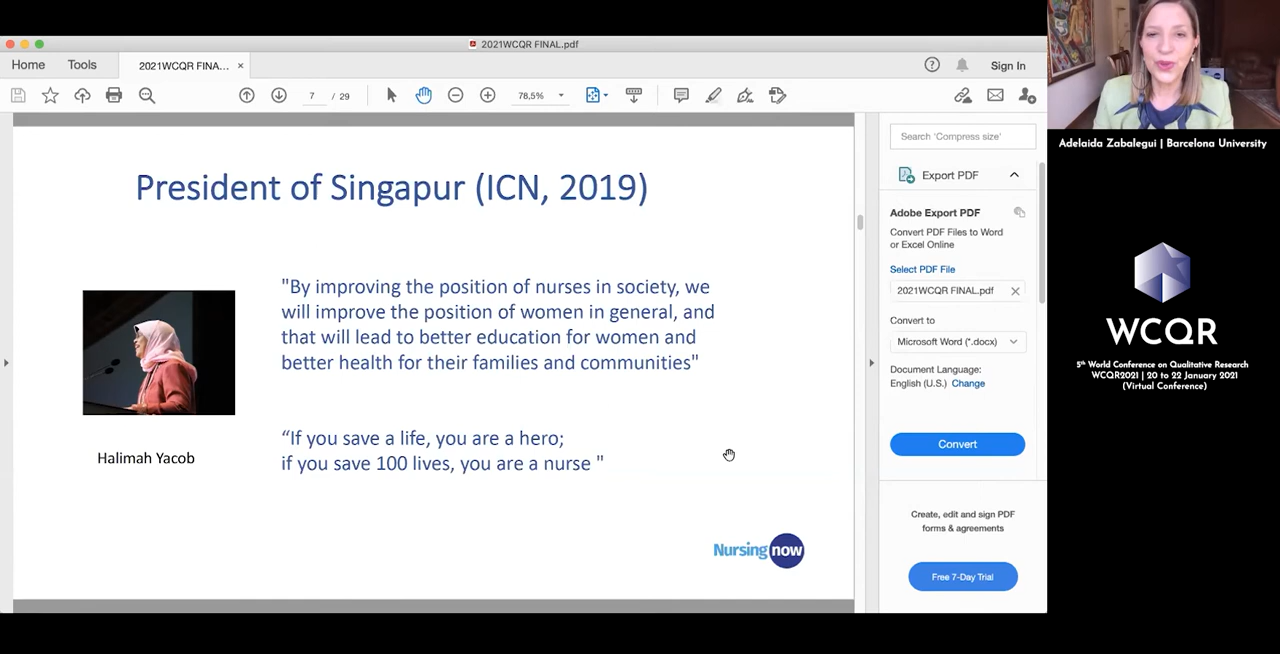 2021WCQR FINAL.pdf
Home Tools 2021WCQR FINA... × Sign In
7 / 29 78,5%
Search 'Compress size'
Export PDF
Adobe Export PDF
Convert PDF Files to Word
or Excel Online
Select PDF File
2021WCQR FINAL.pdf
Convert to
Microsoft Word (*.docx)
Document Language:
English (U.S.) Change
Convert
Create, edit and sign PDF
forms & agreements
Free 7-Day Trial
President of Singapur (ICN, 2019)
"By improving the position of nurses in society, we
will improve the position of women in general, and
that will lead to better education for women and
better health for their families and communities"
“If you save a life, you are a hero;
if you save 100 lives, you are a nurse "
Halimah Yacob
Nursing now
Adelaida Zabalegui | Barcelona University
WCQR
5th World Conference on Qualitative Research
WCQR2021 | 20 to 22 January 2021
(Virtual Conference)